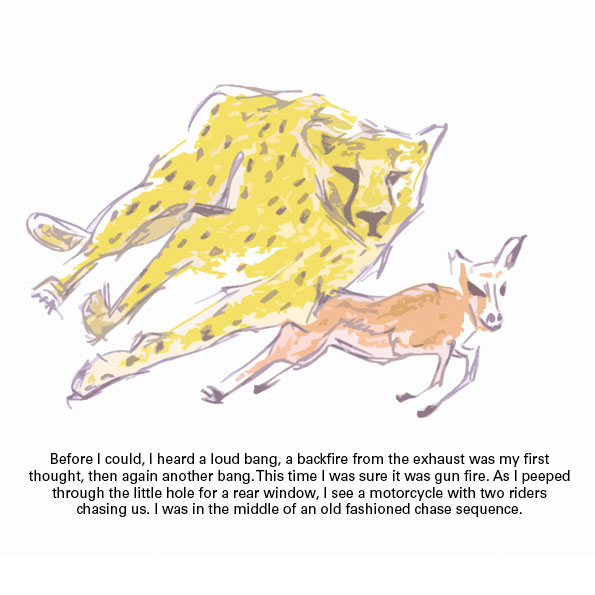 Before I could, I heard a loud bang, a backfire from the exhaust was my first
thought, then again another bang. This time I was sure it was gun fire. As I peeped
through the little hole for a rear window, I see a motorcycle with two riders
chasing us. I was in the middle of an old fashioned chase sequence.